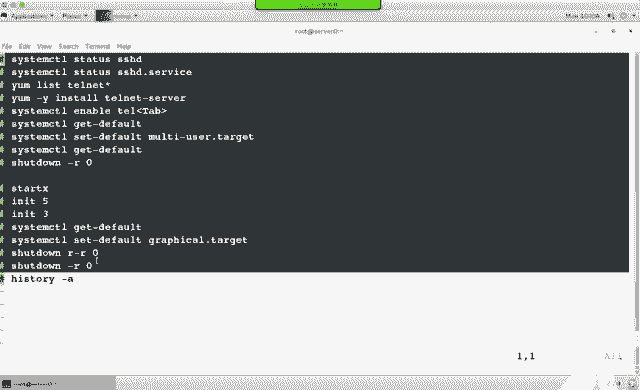 Applications
root@server0:~
File Edit View Search Terminal Help
# systemctl status sshd
# systemctl status sshd.service
# yum list telnet*
# yum -y install telnet-server
# systemctl enable tel<Tab>
# systemctl get-default
# systemctl set-default multi-user.target
# systemctl get-default
# shutdown -r 0
# startx
# init 5
# init 3
# systemctl get-default
# systemctl set-default graphical.target
# shutdown r-r 0
# shutdown -r 0
# history -a
1,1 All